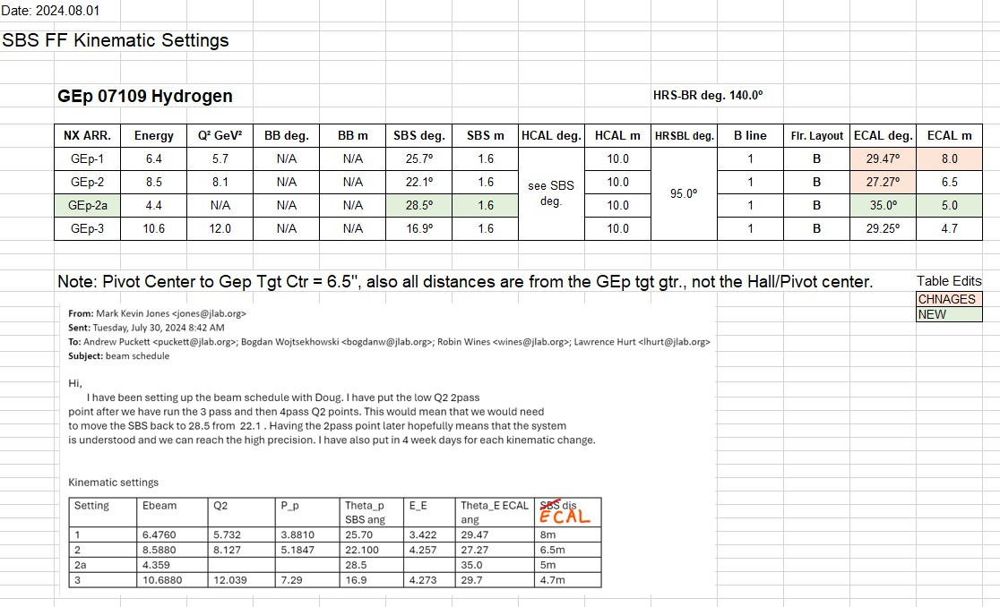 Date: 2024.08.01
SBS FF Kinematic Settings
GEp 07109 Hydrogen HRS-BR deg. 140.0º
NX ARR. Energy Q² GeV² BB deg. BB m SBS deg. SBS m HCAL deg. HCAL m HRSBL deg. B line Flr. Layout ECAL deg. ECAL m
GEp-1 6.4 5.7 N/A N/A 25.7º 1.6 see SBS deg. 10.0 95.0º 1 B 29.47º 8.0
GEp-2 8.5 8.1 N/A N/A 22.1º 1.6 10.0 1 B 27.27º 6.5
GEp-2a 4.4 N/A N/A N/A 28.5º 1.6 10.0 1 B 35.0º 5.0
GEp-3 10.6 12.0 N/A N/A 16.9º 1.6 10.0 1 B 29.25º 4.7
Note: Pivot Center to Gep Tgt Ctr = 6.5", also all distances are from the GEp tgt gtr., not the Hall/Pivot center.
Table Edits
CHNAGES
NEW
From: Mark Kevin Jones <jones@jlab.org>
Sent: Tuesday, July 30, 2024 8:42 AM
To: Andrew Puckett <puckett@jlab.org>; Bogdan Wojtsekhowski <bogdanw@jlab.org>; Robin Wines <wines@jlab.org>; Lawrence Hurt <lhurt@jlab.org>
Subject: beam schedule
Hi,
I have been setting up the beam schedule with Doug. I have put the low Q2 2pass
point after we have run the 3 pass and then 4pass Q2 points. This would mean that we would need
to move the SBS back to 28.5 from 22.1 . Having the 2pass point later hopefully means that the system
is understood and we can reach the high precision. I have also put in 4 week days for each kinematic change.
Kinematic settings
Setting Ebeam Q2 P_p Theta_p E_E Theta_E ECAL SBS dis
SBS ang ang ECAL
1 6.4760 5.732 3.8810 25.70 3.422 29.47 8m
2 8.5880 8.127 5.1847 22.100 4.257 27.27 6.5m
2a 4.359 28.5 35.0 5m
3 10.6880 12.039 7.29 16.9 4.273 29.7 4.7m